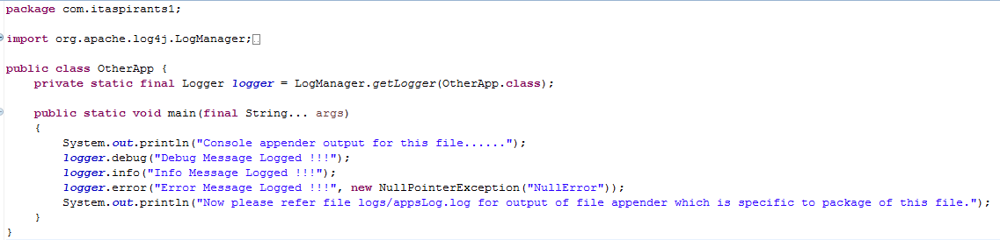 package com.itaspirants1;
import org.apache.log4j.LogManager;
public class OtherApp {
private static final Logger logger = LogManager.getLogger(OtherApp.class);
public static void main(final String... args)
{
System.out.println("Console appender output for this file......");
logger.debug("Debug Message Logged !!!");
logger.info("Info Message Logged !!!");
logger.error("Error Message Logged !!!", new NullPointerException("NullError"));
System.out.println("Now please refer file logs/appsLog.log for output of file appender which is specific to package of this file.");
}
}